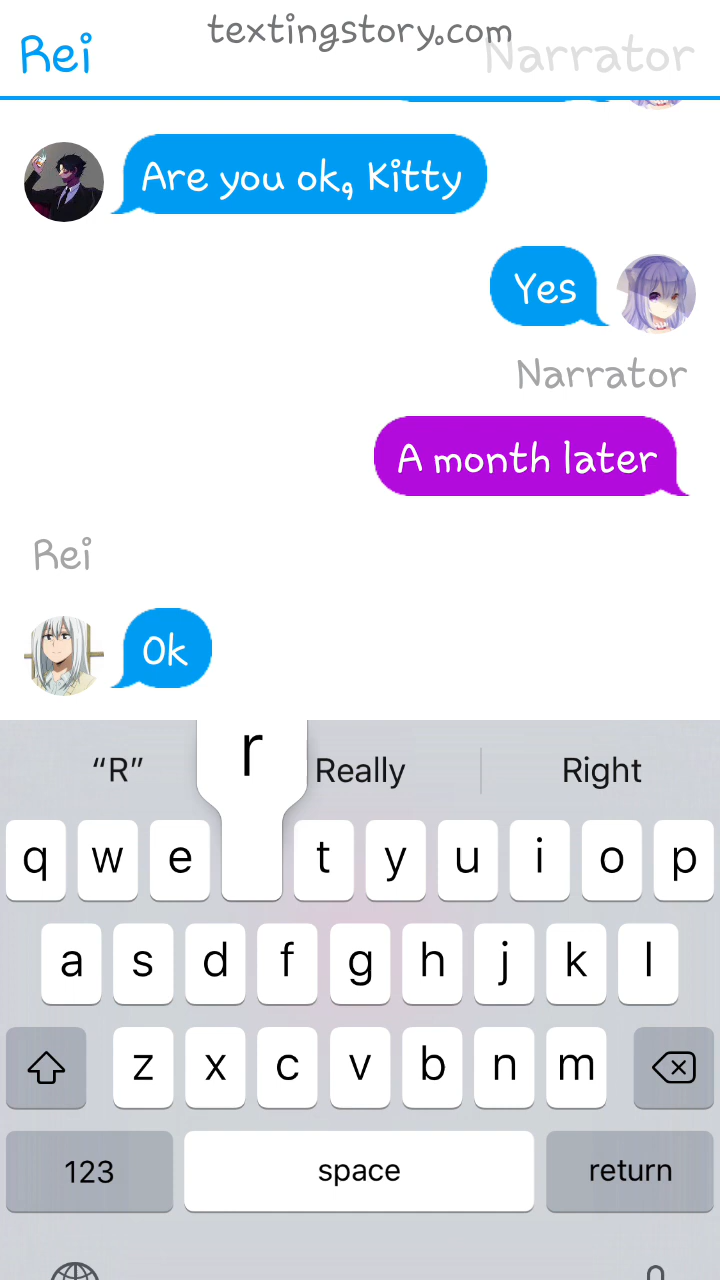 textingstory.com
Rei
Narrator
Are you ok, Kitty
Yes
Narrator
A month later
Rei
Ok
“R” Really Right
r
q w e t y u i o p
a s d f g h j k l
z x c v b n m
123 space return